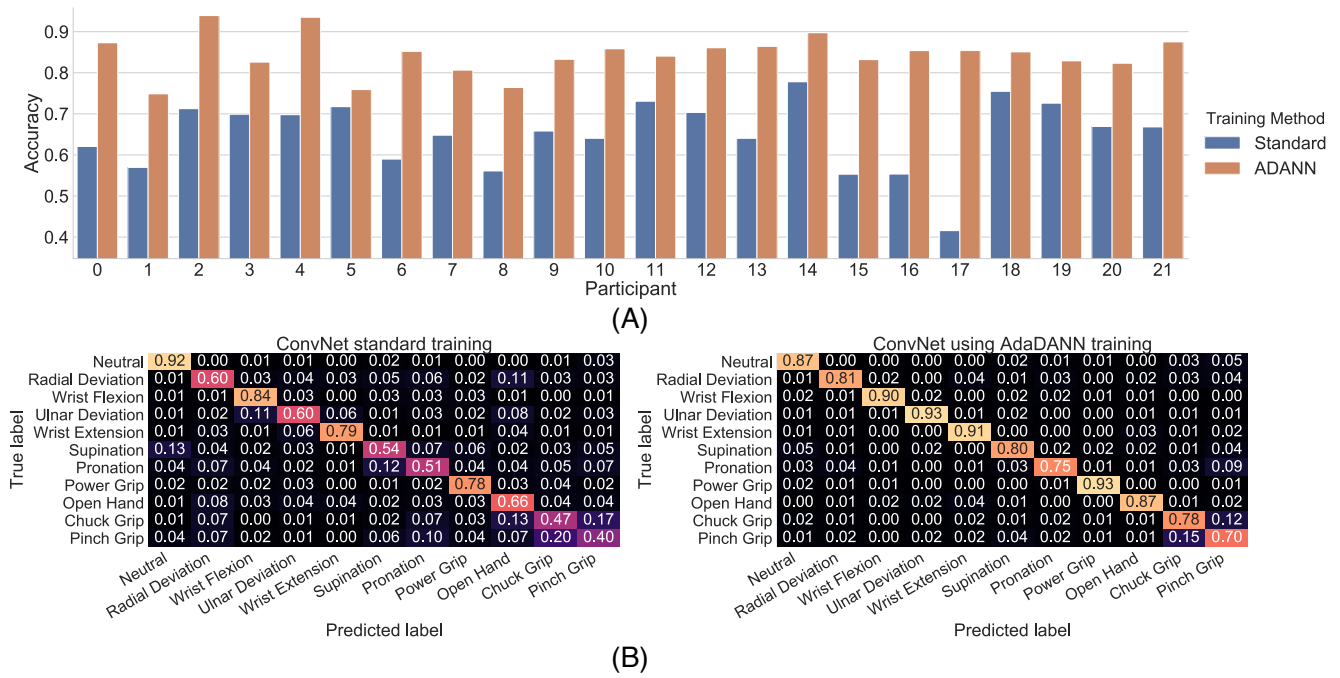 0.9
0.8
0.7
0.6
0.5
0.4
Accuracy
0 1 2 3 4 5 6 7 8 9 10 11 12 13 14 15 16 17 18 19 20 21
Participant
Training Method
Standard
ADANN
(A)
ConvNet standard training
True label
Neutral 0.92 0.00 0.01 0.01 0.00 0.02 0.01 0.00 0.00 0.01 0.03
Radial Deviation 0.01 0.60 0.03 0.04 0.03 0.05 0.06 0.02 0.11 0.03 0.03
Wrist Flexion 0.01 0.01 0.84 0.03 0.00 0.03 0.03 0.01 0.01 0.00 0.01
Ulnar Deviation 0.01 0.02 0.11 0.60 0.06 0.01 0.03 0.02 0.08 0.02 0.03
Wrist Extension 0.01 0.03 0.01 0.06 0.79 0.01 0.02 0.01 0.04 0.01 0.01
Supination 0.13 0.04 0.02 0.03 0.01 0.54 0.07 0.06 0.02 0.03 0.05
Pronation 0.04 0.07 0.04 0.02 0.01 0.12 0.51 0.04 0.04 0.05 0.07
Power Grip 0.02 0.02 0.02 0.01 0.02 0.02 0.02 0.78 0.03 0.04 0.02
Open Hand 0.01 0.08 0.03 0.04 0.04 0.02 0.03 0.01 0.66 0.04 0.04
Chuck Grip 0.01 0.07 0.00 0.01 0.01 0.02 0.07 0.03 0.13 0.47 0.17
Pinch Grip 0.04 0.07 0.02 0.01 0.00 0.06 0.10 0.04 0.07 0.20 0.40
Neutral Radial Deviation Wrist Flexion Ulnar Deviation Wrist Extension Supination Pronation Power Grip Open Hand Chuck Grip Pinch Grip
Predicted label
ConvNet using AdaDANN training
True label
Neutral 0.87 0.00 0.00 0.00 0.00 0.02 0.01 0.00 0.00 0.03 0.05
Radial Deviation 0.01 0.81 0.02 0.00 0.04 0.01 0.03 0.00 0.02 0.03 0.04
Wrist Flexion 0.02 0.01 0.90 0.02 0.00 0.01 0.02 0.00 0.00 0.01 0.01
Ulnar Deviation 0.01 0.01 0.02 0.93 0.01 0.00 0.01 0.00 0.00 0.01 0.01
Wrist Extension 0.01 0.01 0.00 0.01 0.91 0.00 0.00 0.00 0.03 0.01 0.02
Supination 0.05 0.01 0.00 0.02 0.01 0.80 0.02 0.02 0.01 0.02 0.04
Pronation 0.03 0.04 0.00 0.01 0.01 0.03 0.75 0.01 0.01 0.03 0.09
Power Grip 0.01 0.00 0.00 0.00 0.00 0.01 0.00 0.93 0.01 0.02 0.01
Open Hand 0.01 0.02 0.00 0.01 0.04 0.01 0.00 0.00 0.87 0.01 0.02
Chuck Grip 0.02 0.01 0.00 0.01 0.01 0.01 0.02 0.01 0.01 0.78 0.12
Pinch Grip 0.01 0.02 0.00 0.02 0.02 0.04 0.02 0.01 0.01 0.15 0.70
Neutral Radial Deviation Wrist Flexion Ulnar Deviation Wrist Extension Supination Pronation Power Grip Open Hand Chuck Grip Pinch Grip
Predicted label
(B)